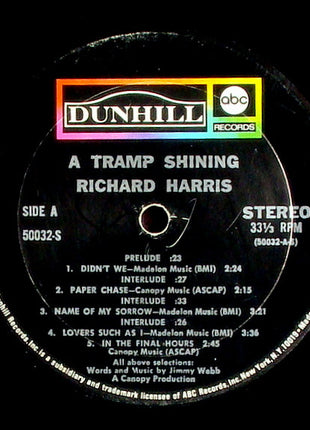 DUNHILL
abc
RECORDS
A TRAMP SHINING
RICHARD HARRIS
SIDE A
STEREO
50032-S
33⅓ RPM
(50032-A-S)
PRELUDE :23
1. DIDN'T WE—Madelon Music (BMI) 2:24
INTERLUDE :27
2. PAPER CHASE—Canopy Music (ASCAP)
INTERLUDE :33
3. NAME OF MY SORROW—Madelon Music (BMI) 3:21
INTERLUDE :26
4. LOVERS SUCH AS I—Madelon Music (BMI) 3:36
5. IN THE FINAL HOURS 2:45
Canopy Music (ASCAP)
All above selections:
Words and Music by Jimmy Webb
A Canopy Production
Dunhill Records, Inc. is a subsidiary and trademark licensee of ABC Records, Inc., New York, N.Y. 10019